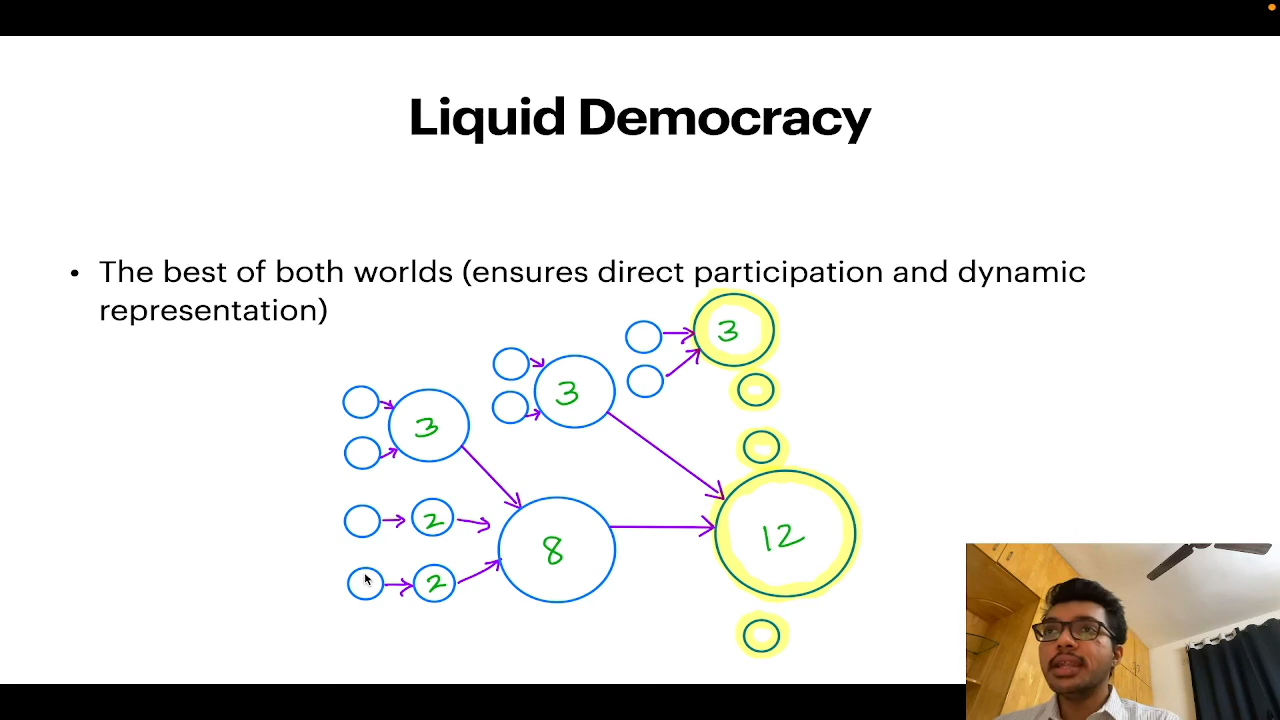 Liquid Democracy
• The best of both worlds (ensures direct participation and dynamic
representation)
3
3
3
2
8
12
2